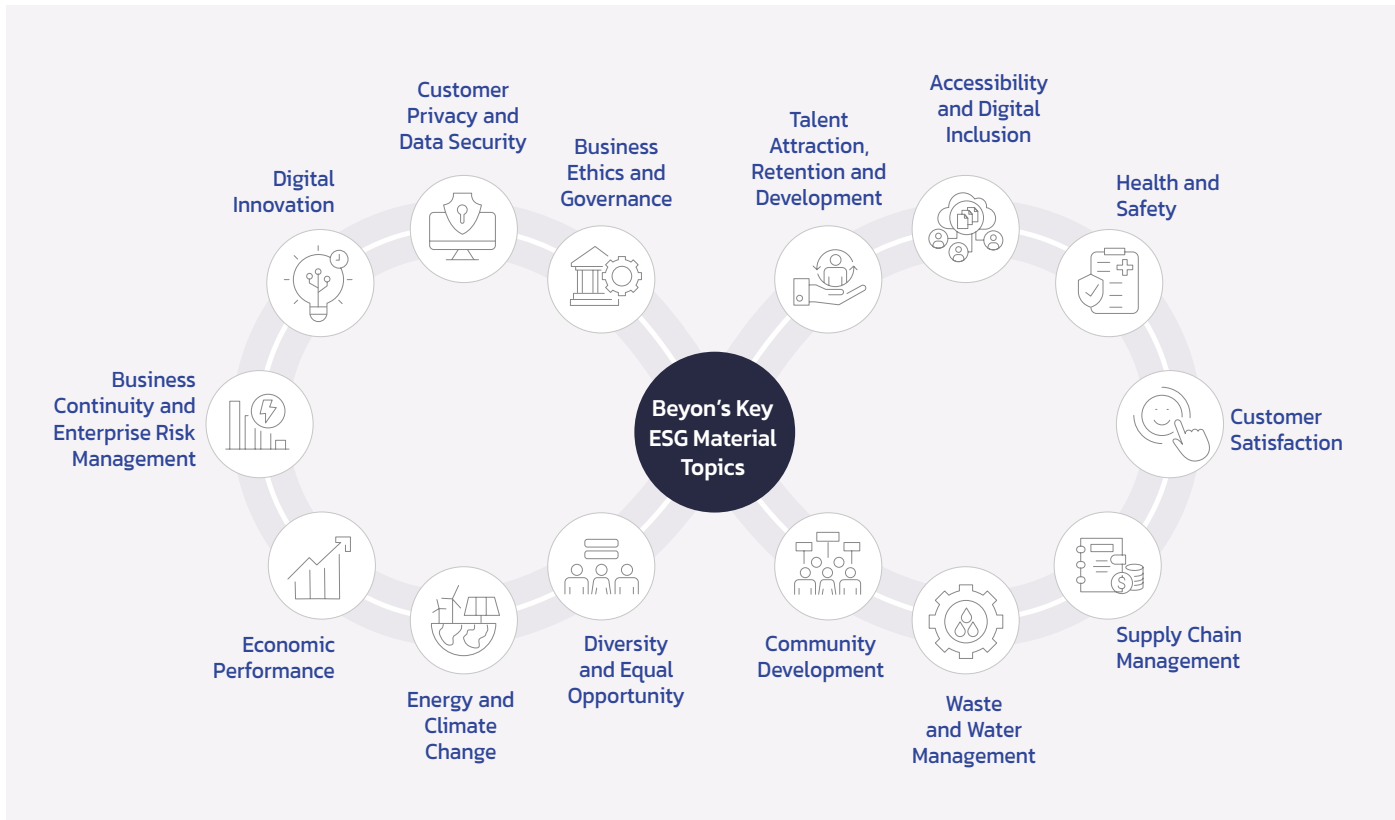 Customer
Privacy and
Data Security
Business
Ethics and
Governance
Digital
Innovation
Business
Continuity and
Enterprise Risk
Management
Economic
Performance
Energy and
Climate
Change
Diversity
and Equal
Opportunity
Beyon’s Key
ESG Material
Topics
Talent
Attraction,
Retention and
Development
Accessibility
and Digital
Inclusion
Health and
Safety
Customer
Satisfaction
Supply Chain
Management
Waste
and Water
Management
Community
Development
$